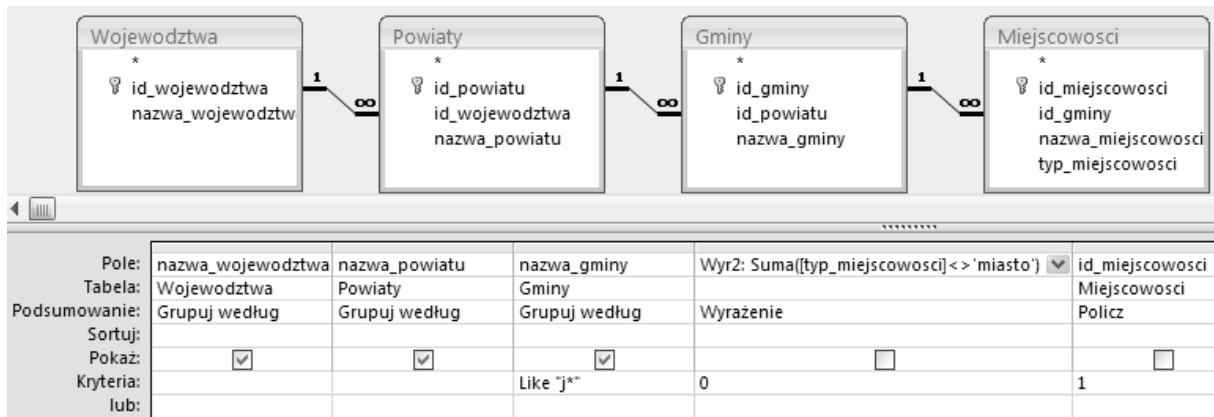 Wojewodztwa Powiaty Gminy Miejscowosci
* * * *
id_wojewodztwa 1 id_powiatu 1 id_gminy 1 id_miejscowosci
nazwa_wojewodztw ∞ id_wojewodztwa ∞ id_powiatu ∞ id_gminy
nazwa_powiatu nazwa_gminy nazwa_miejscowosci
typ_miejscowosci
Pole: nazwa_wojewodztwa nazwa_powiatu nazwa_gminy Wyr2: Suma([typ_miejscowosci]<>'miasto') id_miejscowosci
Tabela: Wojewodztwa Powiaty Gminy Miejscowosci
Podsumowanie: Grupuj według Grupuj według Grupuj według Wyrażenie Policz
Sortuj:
Pokaż:
Kryteria: Like "j*" 0 1
lub: